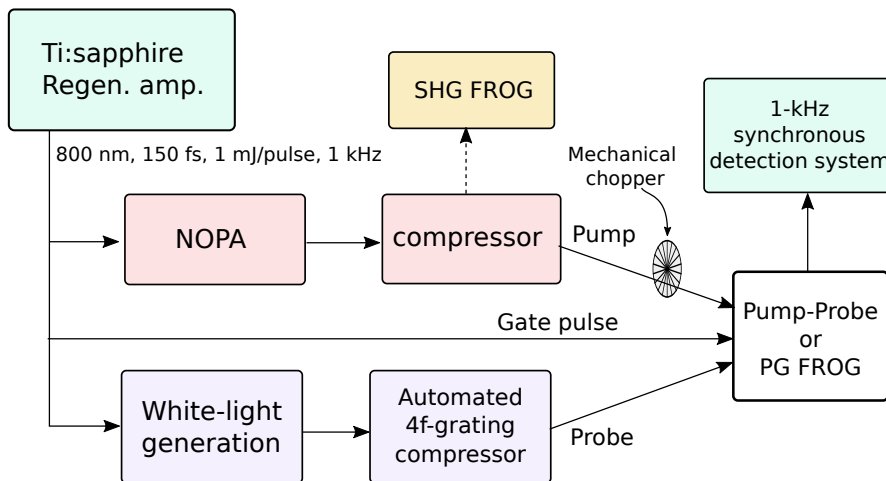 Ti:sapphire
Regen. amp.
800 nm, 150 fs, 1 mJ/pulse, 1 kHz
SHG FROG
1-kHz
synchronous
detection system
Mechanical
chopper
NOPA
compressor
Pump
Gate pulse
Pump-Probe
or
PG FROG
White-light
generation
Automated
4f-grating
compressor
Probe